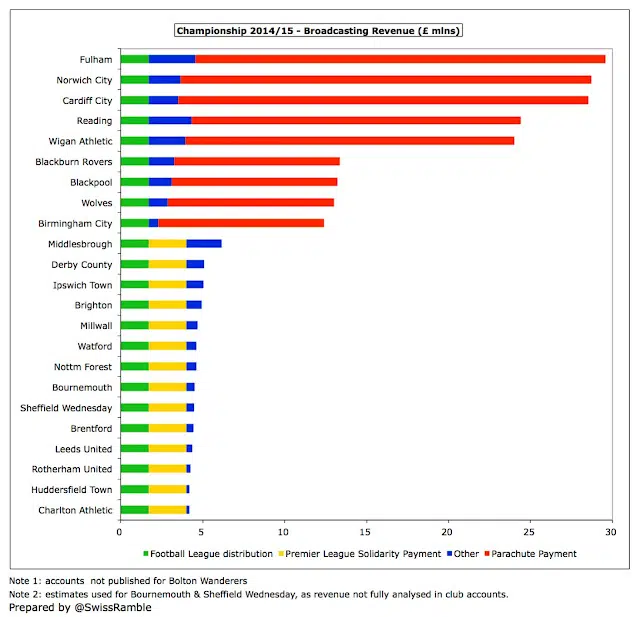 Championship 2014/15 - Broadcasting Revenue (£ mlns)
Fulham
Norwich City
Cardiff City
Reading
Wigan Athletic
Blackburn Rovers
Blackpool
Wolves
Birmingham City
Middlesbrough
Derby County
Ipswich Town
Brighton
Millwall
Watford
Nottm Forest
Bournemouth
Sheffield Wednesday
Brentford
Leeds United
Rotherham United
Huddersfield Town
Charlton Athletic
0 5 10 15 20 25 30
Football League distribution Premier League Solidarity Payment Other Parachute Payment
Note 1: accounts not published for Bolton Wanderers
Note 2: estimates used for Bournemouth & Sheffield Wednesday, as revenue not fully analysed in club accounts.
Prepared by @SwissRamble